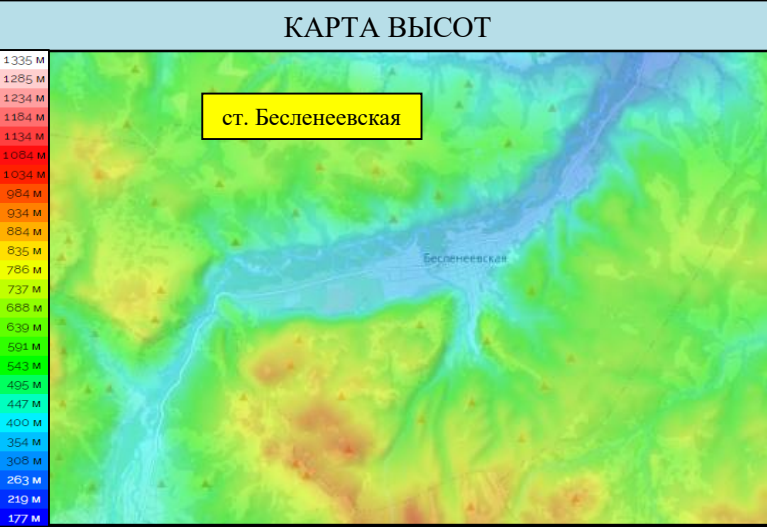 КАРТА ВЫСОТ
1335 м
1285 м
1234 м
1184 м
1134 м
1084 м
1034 м
984 м
934 м
884 м
835 м
786 м
737 м
688 м
639 м
591 м
543 м
495 м
447 м
400 м
354 м
308 м
263 м
219 м
177 м
ст. Бесленеевская
Бесленеевская